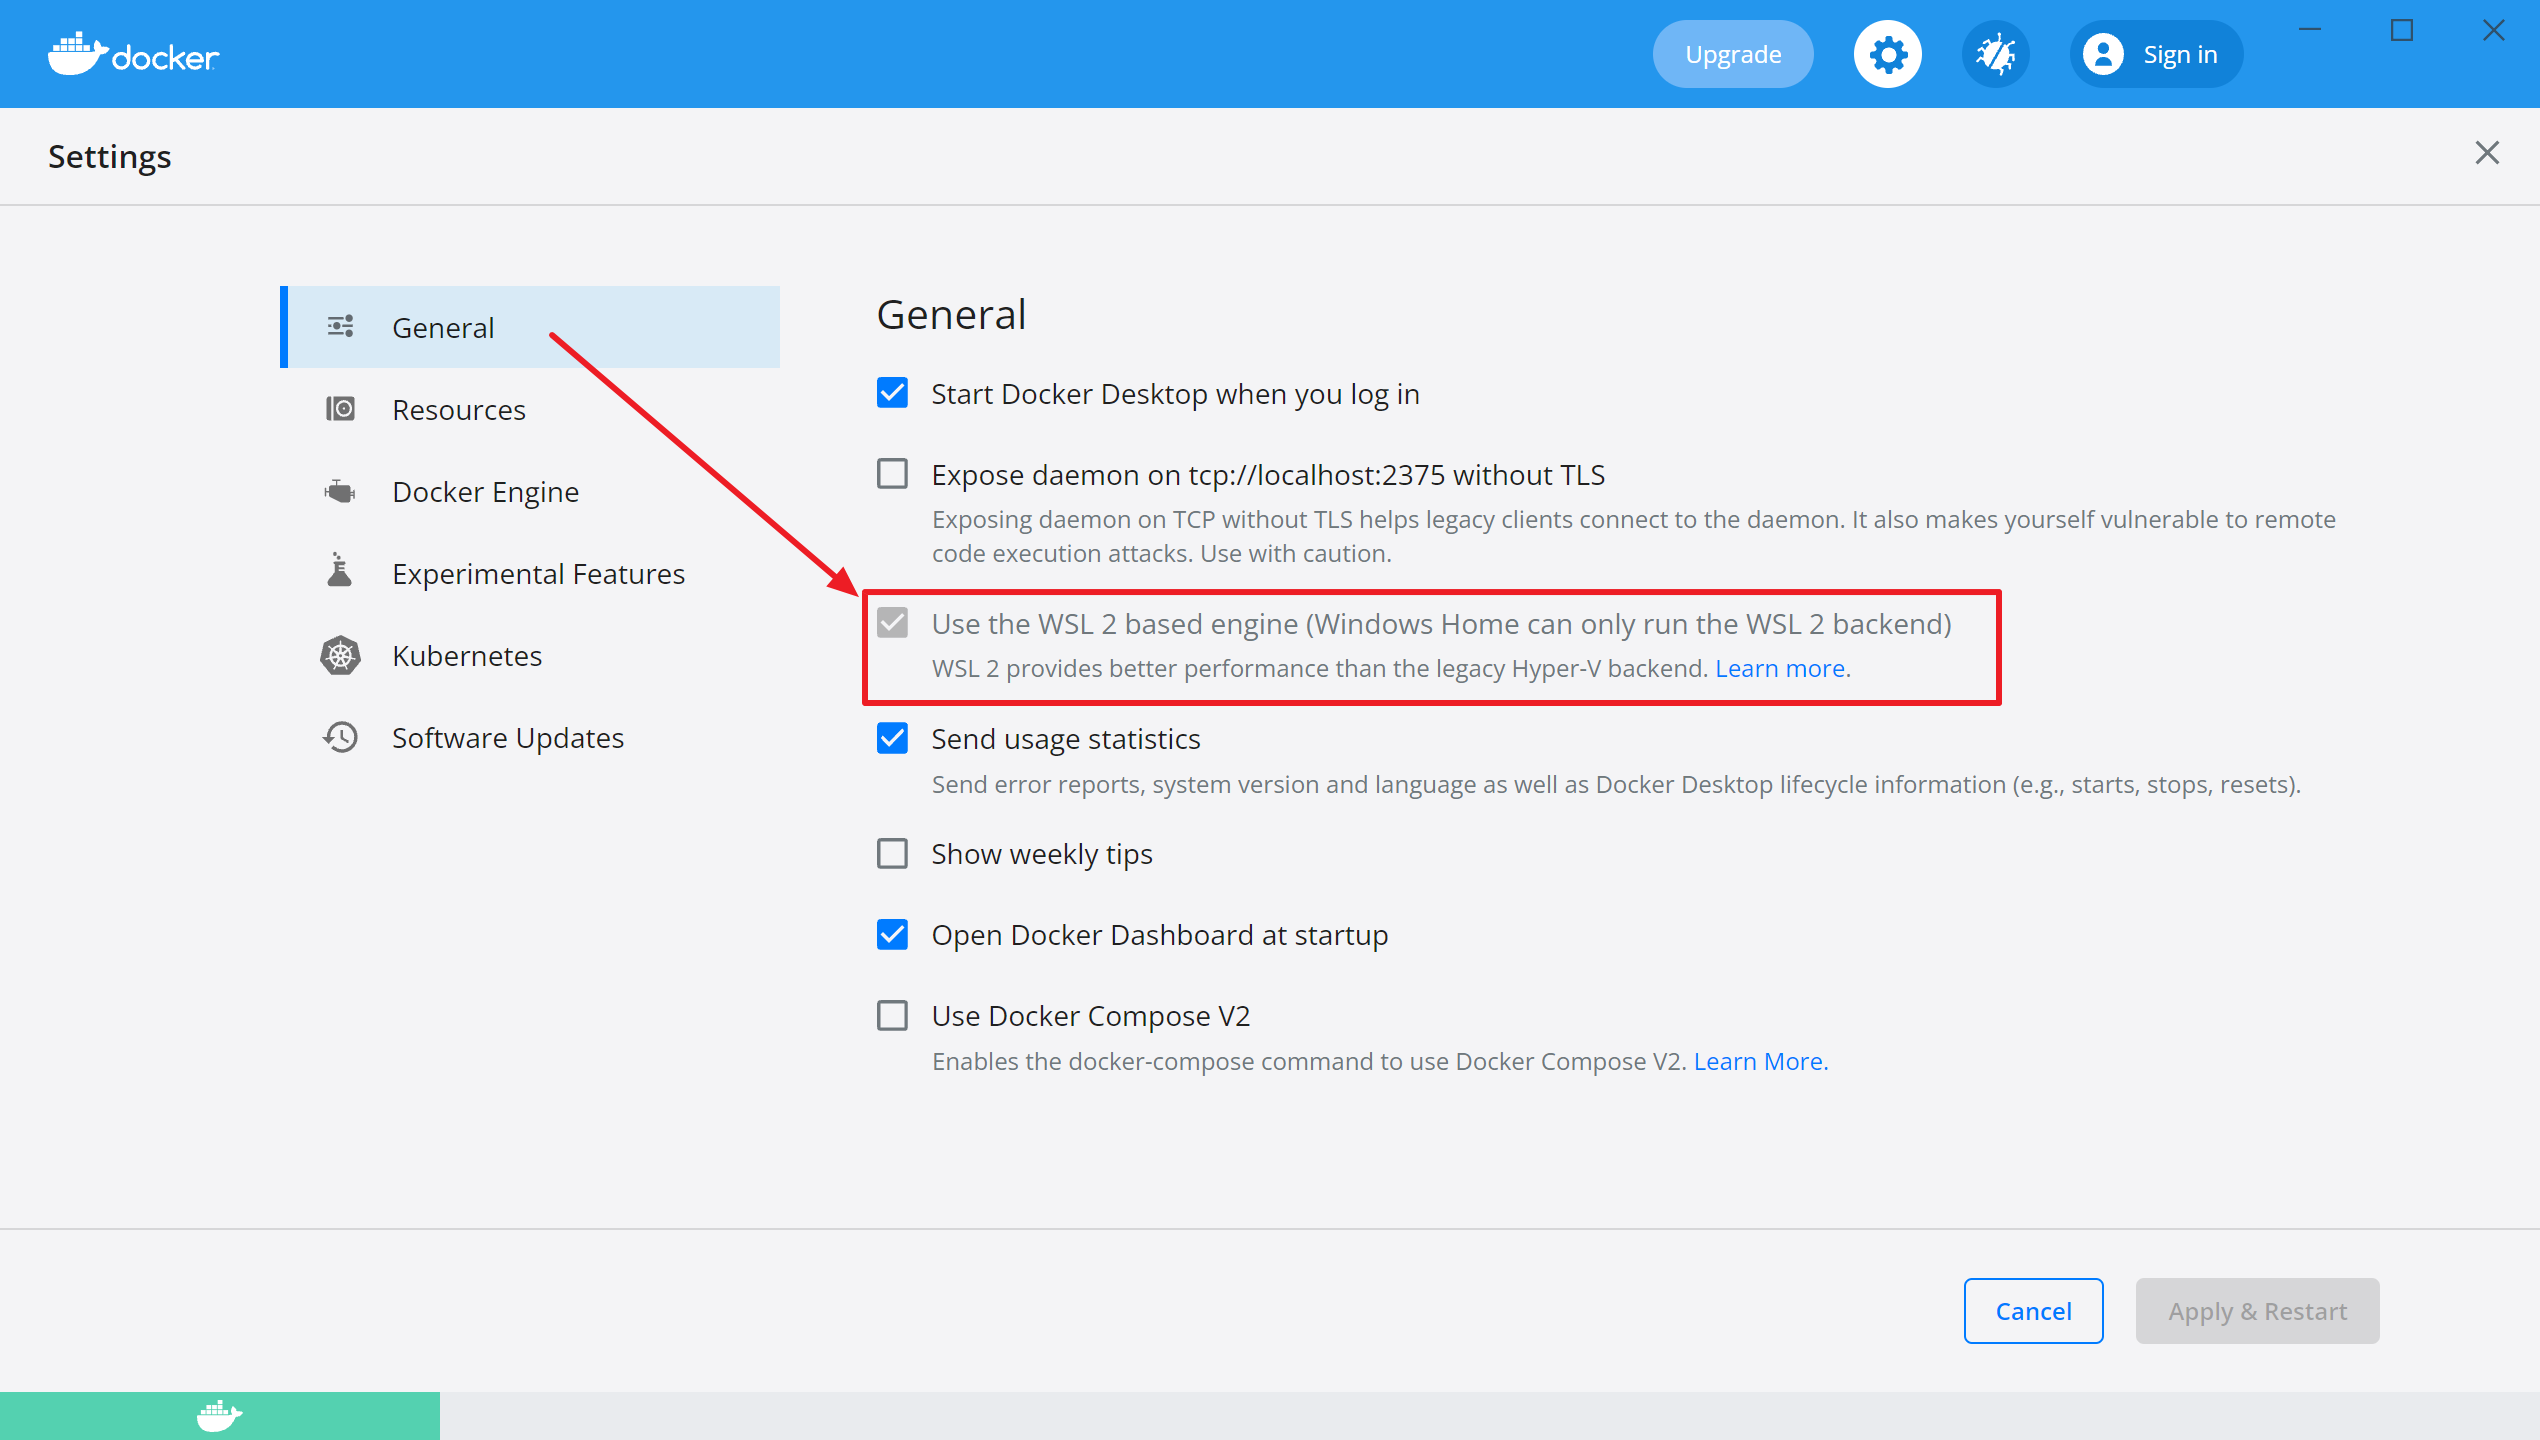 docker
Upgrade
Sign in
Settings
General
Resources
Docker Engine
Experimental Features
Kubernetes
Software Updates
General
Start Docker Desktop when you log in
Expose daemon on tcp://localhost:2375 without TLS
Exposing daemon on TCP without TLS helps legacy clients connect to the daemon. It also makes yourself vulnerable to remote
code execution attacks. Use with caution.
Use the WSL 2 based engine (Windows Home can only run the WSL 2 backend)
WSL 2 provides better performance than the legacy Hyper-V backend. Learn more.
Send usage statistics
Send error reports, system version and language as well as Docker Desktop lifecycle information (e.g., starts, stops, resets).
Show weekly tips
Open Docker Dashboard at startup
Use Docker Compose V2
Enables the docker-compose command to use Docker Compose V2. Learn More.
Cancel
Apply & Restart